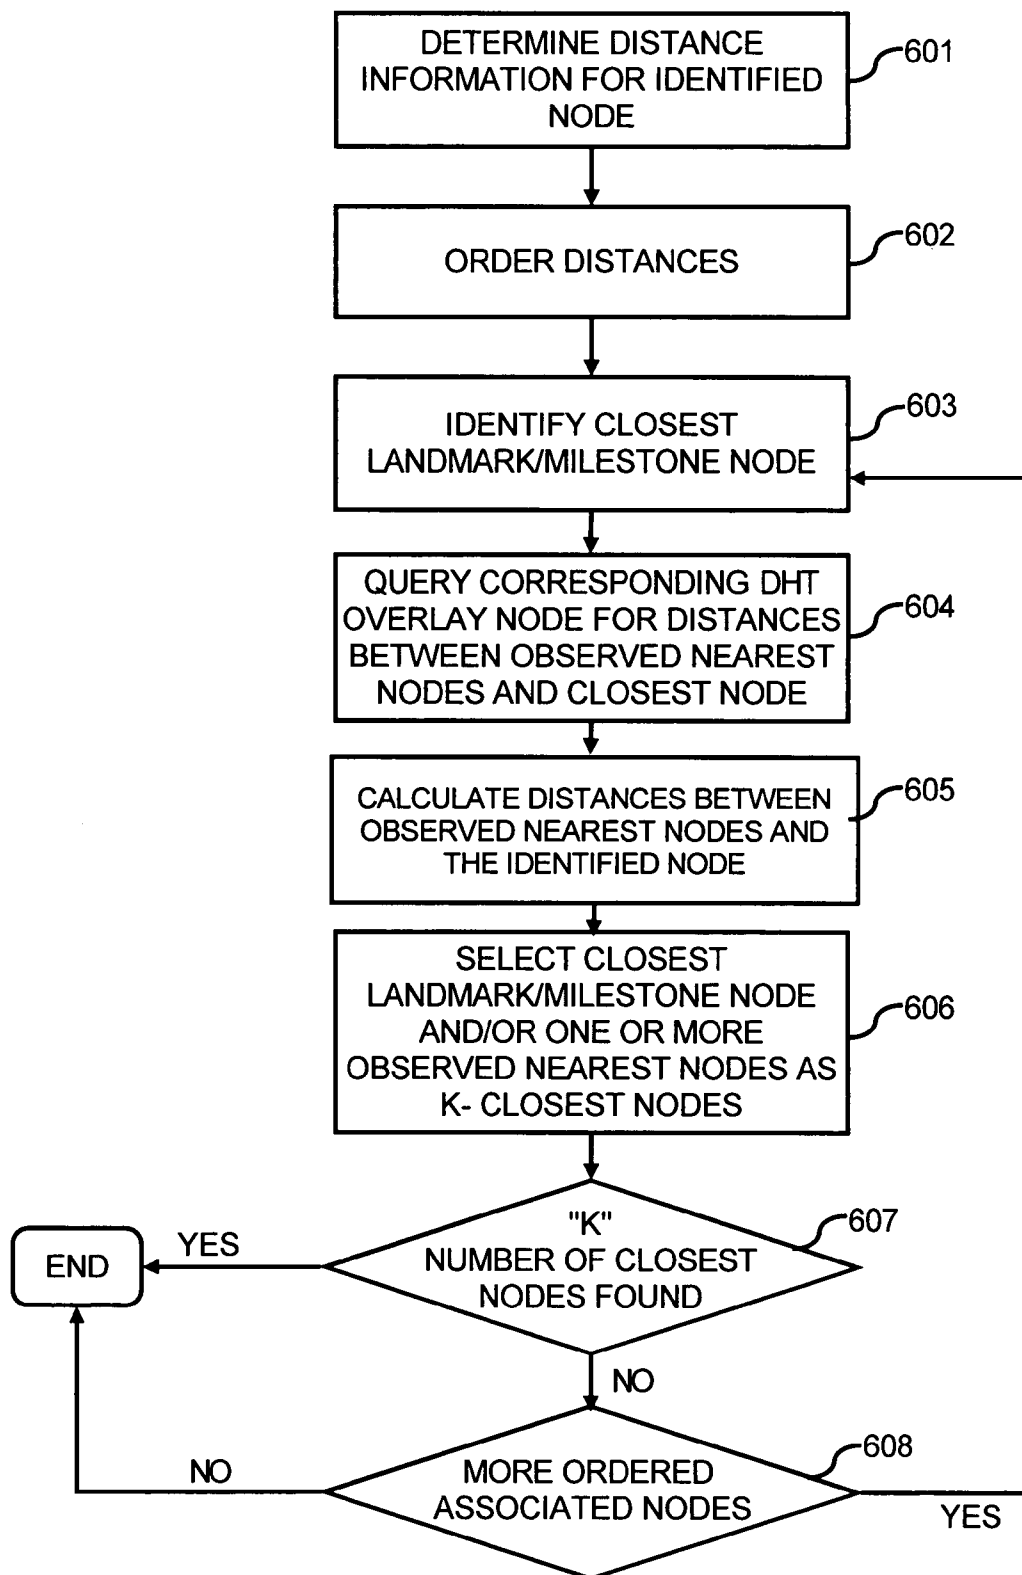 DETERMINE DISTANCE
INFORMATION FOR IDENTIFIED
NODE
601
ORDER DISTANCES
602
IDENTIFY CLOSEST
LANDMARK/MILESTONE NODE
603
QUERY CORRESPONDING DHT
OVERLAY NODE FOR DISTANCES
BETWEEN OBSERVED NEAREST
NODES AND CLOSEST NODE
604
CALCULATE DISTANCES BETWEEN
OBSERVED NEAREST NODES AND
THE IDENTIFIED NODE
605
SELECT CLOSEST
LANDMARK/MILESTONE NODE
AND/OR ONE OR MORE
OBSERVED NEAREST NODES AS
K- CLOSEST NODES
606
"K"
NUMBER OF CLOSEST
NODES FOUND
607
YES
END
NO
MORE ORDERED
ASSOCIATED NODES
608
NO
YES